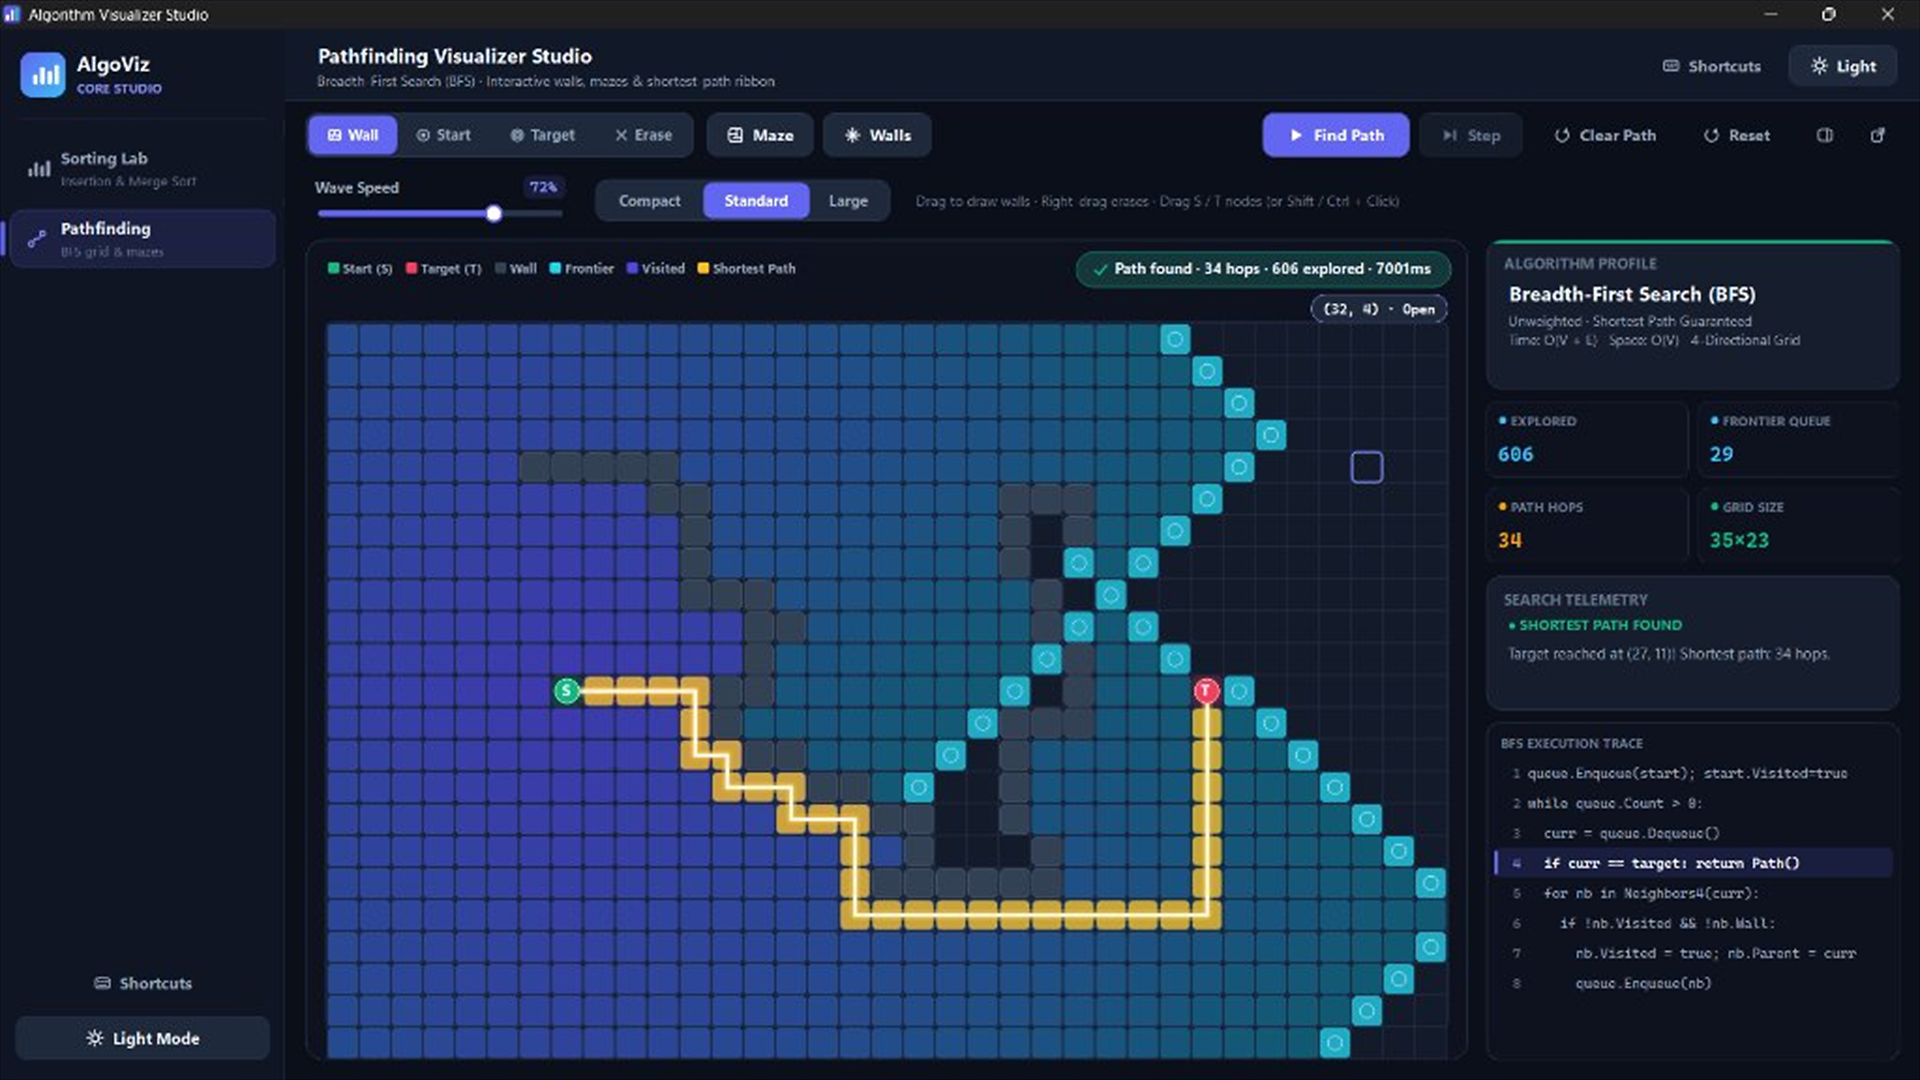 Algorithm Visualizer Studio
AlgoViz
CORE STUDIO
Sorting Lab
Insertion & Merge Sort
Pathfinding
BFS grid & mazes
Shortcuts
Light Mode
Pathfinding Visualizer Studio
Breadth-First Search (BFS) · Interactive walls, mazes & shortest-path ribbon
Shortcuts
Light
Wall
Start
Target
Erase
Maze
Walls
Find Path
Step
Clear Path
Reset
Wave Speed
72%
Compact
Standard
Large
Drag to draw walls · Right-drag erases · Drag S / T nodes (or Shift / Ctrl + Click)
Start (S)
Target (T)
Wall
Frontier
Visited
Shortest Path
Path found · 34 hops · 606 explored · 7001ms
(32, 4) · Open
S
T
ALGORITHM PROFILE
Breadth-First Search (BFS)
Unweighted · Shortest Path Guaranteed
Time: O(V + E)  Space: O(V)  4-Directional Grid
EXPLORED
606
FRONTIER QUEUE
29
PATH HOPS
34
GRID SIZE
35×23
SEARCH TELEMETRY
• SHORTEST PATH FOUND
Target reached at (27, 11)! Shortest path: 34 hops.
BFS EXECUTION TRACE
1 queue.Enqueue(start); start.Visited=true
2 while queue.Count > 0:
3 curr = queue.Dequeue()
4 if curr == target: return Path()
5 for nb in Neighbors4(curr):
6 if !nb.Visited && !nb.Wall:
7 nb.Visited = true; nb.Parent = curr
8 queue.Enqueue(nb)